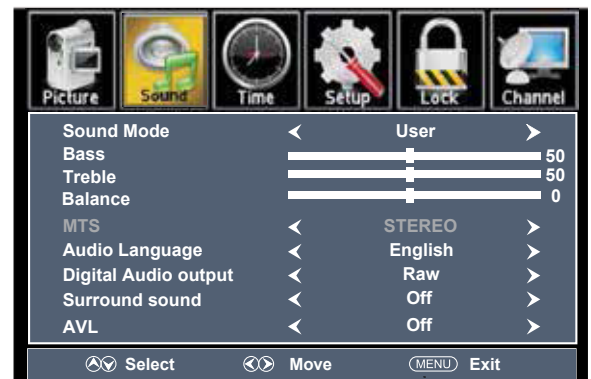 Picture Sound Time Setup Lock Channel
Sound Mode User
Bass 50
Treble 50
Balance 0
MTS STEREO
Audio Language English
Digital Audio output Raw
Surround sound Off
AVL Off
Select Move MENU Exit